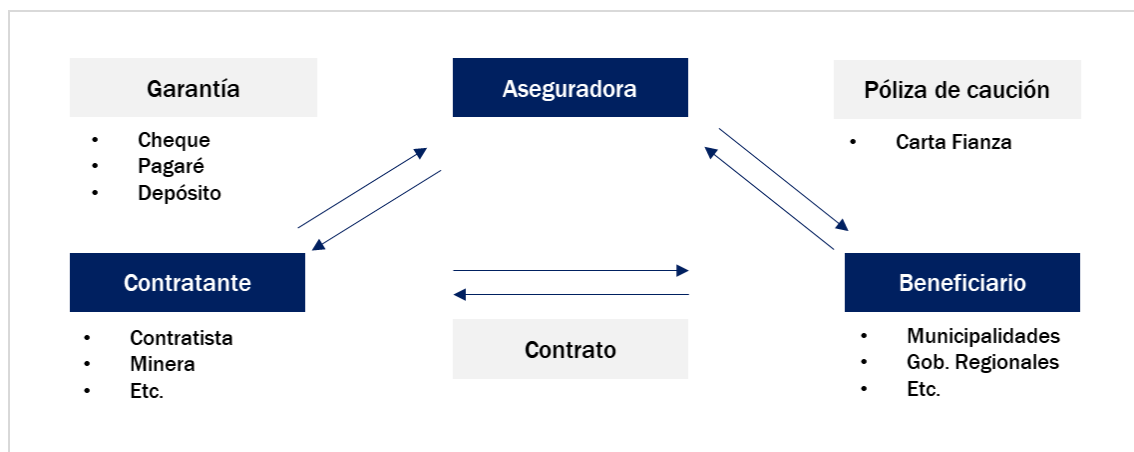 Garantía
• Cheque
• Pagaré
• Depósito
Aseguradora
Póliza de caución
• Carta Fianza
Contratante
• Contratista
• Minera
• Etc.
Contrato
Beneficiario
• Municipalidades
• Gob. Regionales
• Etc.